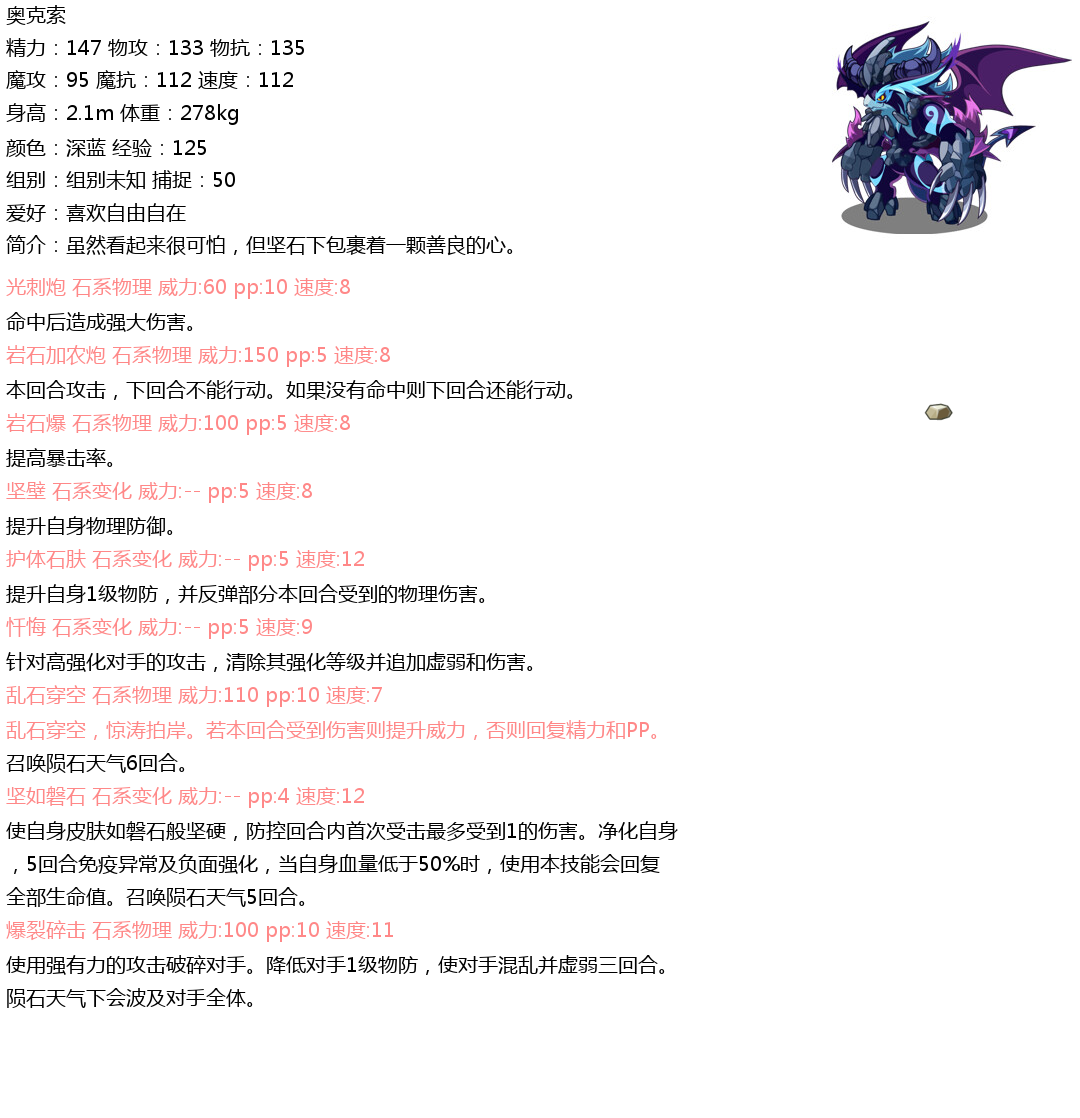 奥克索
精力：147 物攻：133 物抗：135
魔攻：95 魔抗：112 速度：112
身高：2.1m 体重：278kg
颜色：深蓝 经验：125
组别：组别未知 捕捉：50
爱好：喜欢自由自在
简介：虽然看起来很可怕，但坚石下包裹着一颗善良的心。
光刺炮 石系物理 威力:60 pp:10 速度:8
命中后造成强大伤害。
岩石加农炮 石系物理 威力:150 pp:5 速度:8
本回合攻击，下回合不能行动。如果没有命中则下回合还能行动。
岩石爆 石系物理 威力:100 pp:5 速度:8
提高暴击率。
坚壁 石系变化 威力:-- pp:5 速度:8
提升自身物理防御。
护体石肤 石系变化 威力:-- pp:5 速度:12
提升自身1级物防，并反弹部分本回合受到的物理伤害。
忏悔 石系变化 威力:-- pp:5 速度:9
针对高强化对手的攻击，清除其强化等级并追加虚弱和伤害。
乱石穿空 石系物理 威力:110 pp:10 速度:7
乱石穿空，惊涛拍岸。若本回合受到伤害则提升威力，否则回复精力和PP。
召唤陨石天气6回合。
坚如磐石 石系变化 威力:-- pp:4 速度:12
使自身皮肤如磐石般坚硬，防控回合内首次受击最多受到1的伤害。净化自身
，5回合免疫异常及负面强化，当自身血量低于50%时，使用本技能会回复
全部生命值。召唤陨石天气5回合。
爆裂碎击 石系物理 威力:100 pp:10 速度:11
使用强有力的攻击破碎对手。降低对手1级物防，使对手混乱并虚弱三回合。
陨石天气下会波及对手全体。